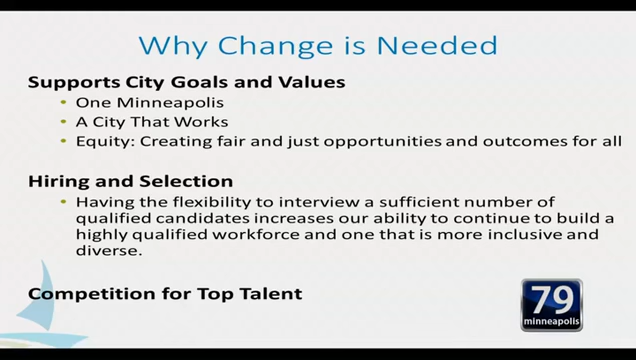 Why Change is Needed
Supports City Goals and Values
• One Minneapolis
• A City That Works
• Equity: Creating fair and just opportunities and outcomes for all
Hiring and Selection
• Having the flexibility to interview a sufficient number of
qualified candidates increases our ability to continue to build a
highly qualified workforce and one that is more inclusive and
diverse.
Competition for Top Talent
79
minneapolis